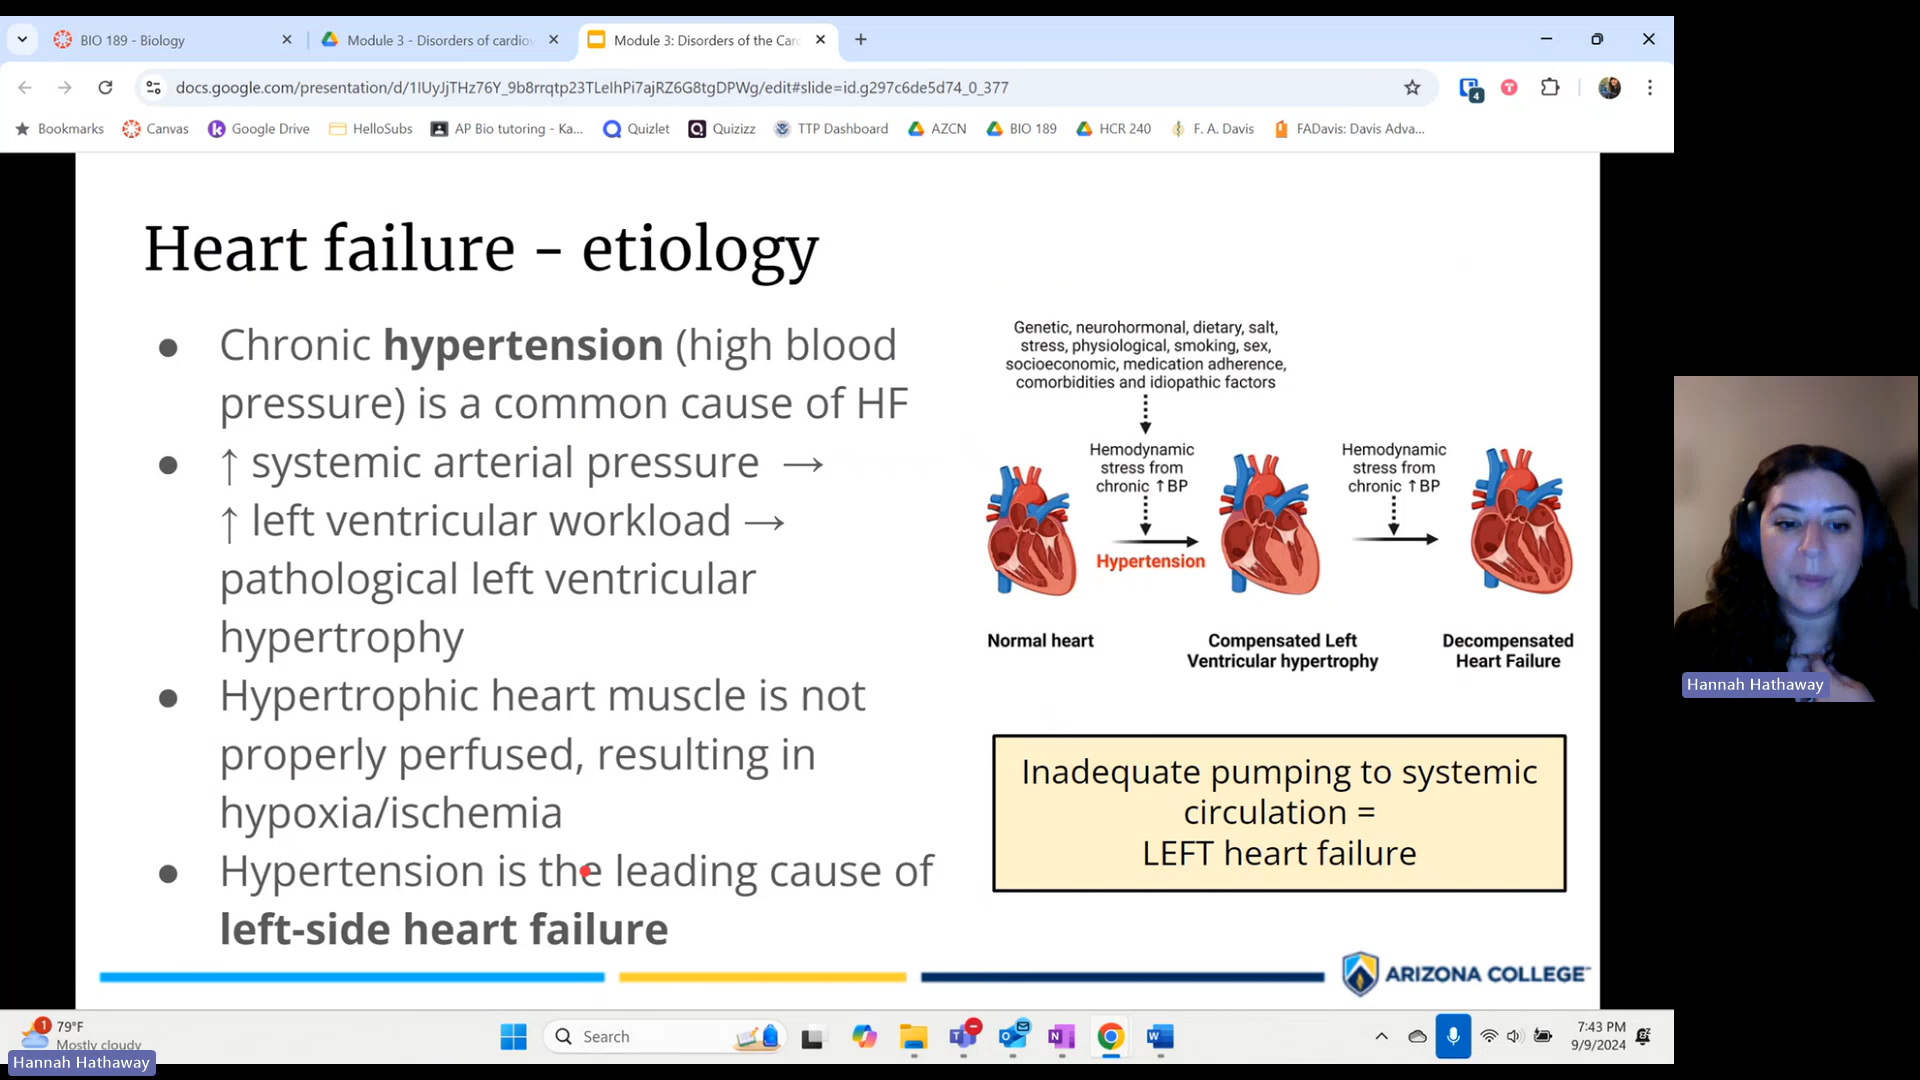 BIO 189 - Biology
Module 3 - Disorders of cardiov
Module 3: Disorders of the Card
docs.google.com/presentation/d/1IUyJjTHz76Y_9b8rrqtp23TLeIhPi7ajRZ6G8tgDPWg/edit#slide=id.g297c6de5d74_0_377
4
T
Bookmarks
Canvas
Google Drive
HelloSubs
AP Bio tutoring - Ka...
Quizlet
Quizizz
TTP Dashboard
AZCN
BIO 189
HCR 240
F. A. Davis
FADavis: Davis Adva...
Heart failure - etiology
● Chronic hypertension (high blood
pressure) is a common cause of HF
● ↑ systemic arterial pressure →
↑ left ventricular workload →
pathological left ventricular
hypertrophy
● Hypertrophic heart muscle is not
properly perfused, resulting in
hypoxia/ischemia
● Hypertension is the leading cause of
left-side heart failure
Genetic, neurohormonal, dietary, salt,
stress, physiological, smoking, sex,
socioeconomic, medication adherence,
comorbidities and idiopathic factors
Hemodynamic
stress from
chronic ↑BP
Hypertension
Hemodynamic
stress from
chronic ↑BP
Normal heart
Compensated Left
Ventricular hypertrophy
Decompensated
Heart Failure
Inadequate pumping to systemic
circulation =
LEFT heart failure
ARIZONA COLLEGE
Hannah Hathaway
1
79°F
Mostly cloudy
Hannah Hathaway
Search
7:43 PM
9/9/2024